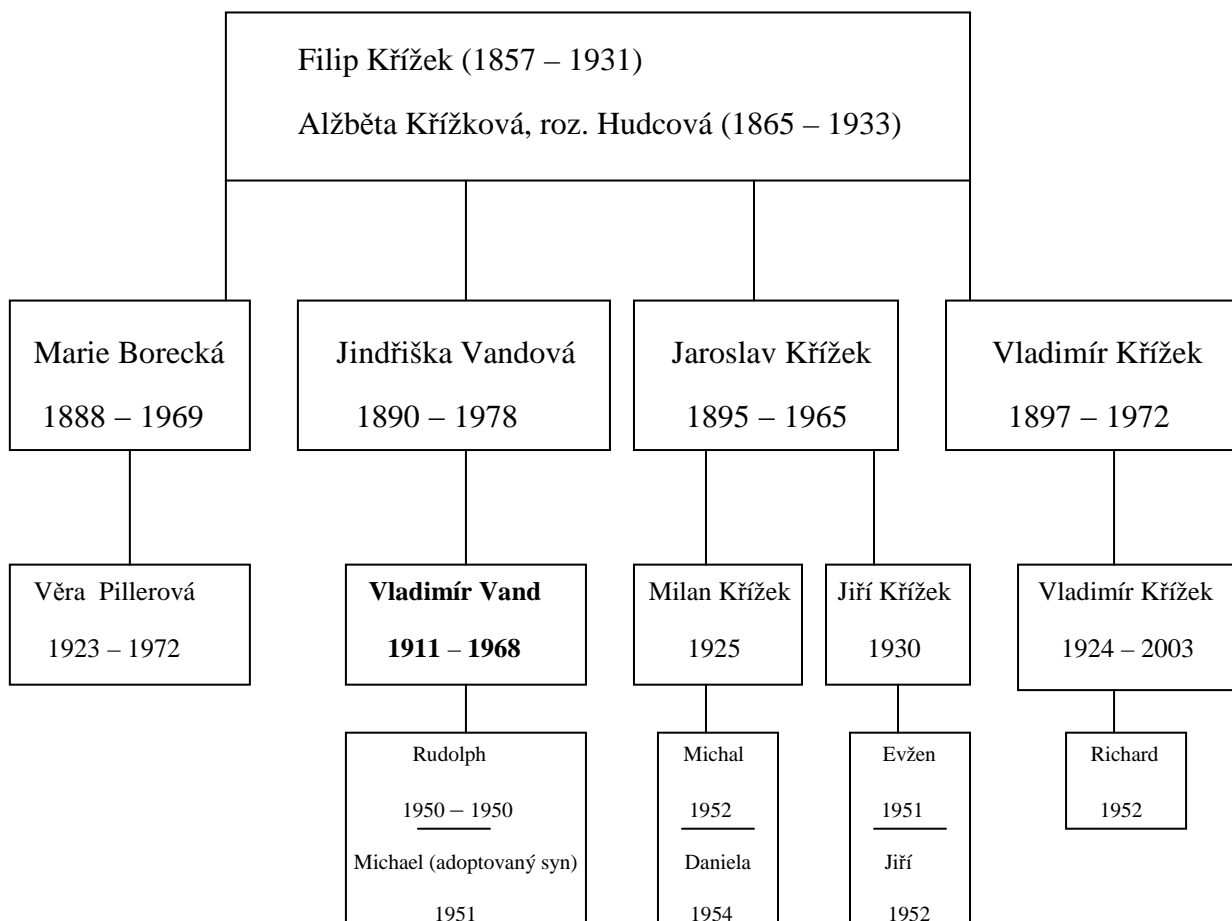 Filip Křížek (1857 – 1931)
Alžběta Křížková, roz. Hudcová (1865 – 1933)
Marie Borecká
1888 – 1969
Jindřiška Vandová
1890 – 1978
Jaroslav Křížek
1895 – 1965
Vladimír Křížek
1897 – 1972
Věra Pillerová
1923 – 1972
Vladimír Vand
1911 – 1968
Milan Křížek
1925
Jiří Křížek
1930
Vladimír Křížek
1924 – 2003
Rudolph
1950 – 1950
Michael (adoptovaný syn)
1951
Michal
1952
Daniela
1954
Evžen
1951
Jiří
1952
Richard
1952